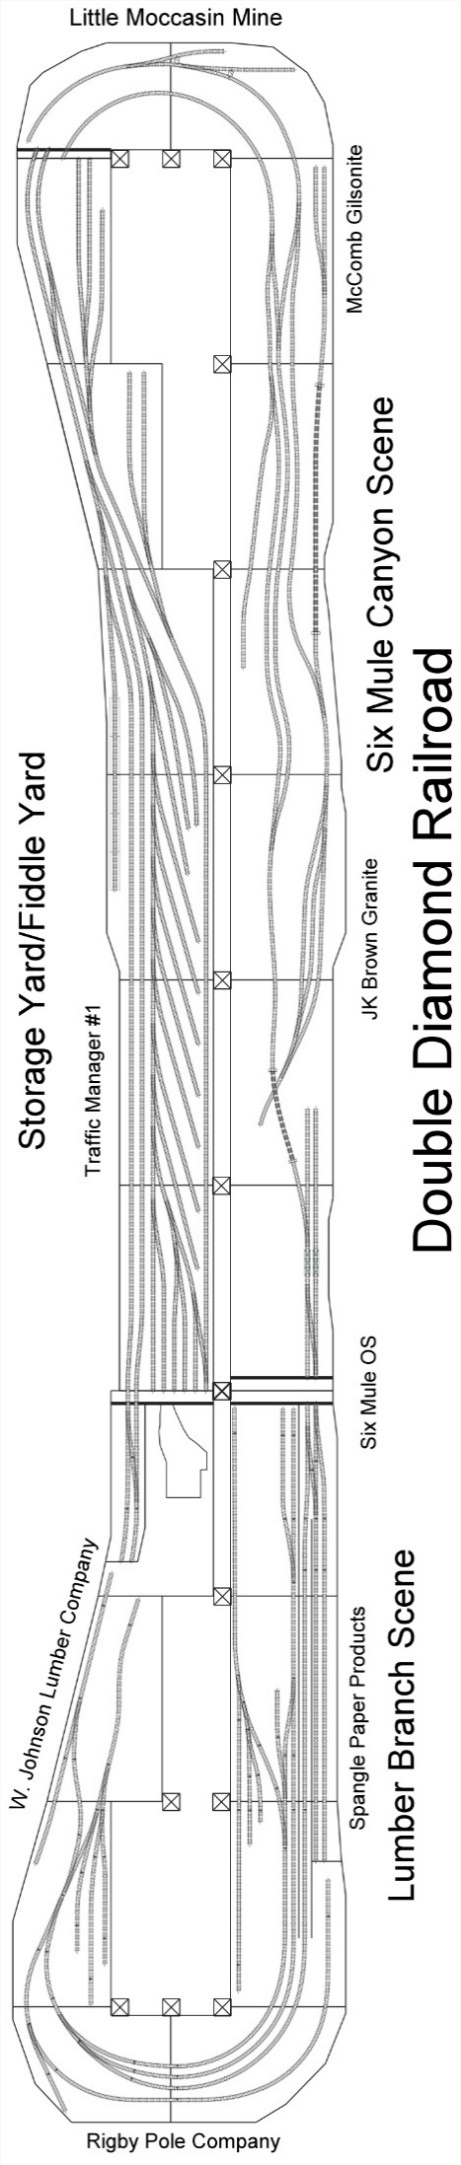 Little Moccasin Mine
McComb Gilsonite
Six Mule Canyon Scene
Double Diamond Railroad
Storage Yard/Fiddle Yard
JK Brown Granite
Traffic Manager #1
Six Mule OS
W. Johnson Lumber Company
Spangle Paper Products
Lumber Branch Scene
Rigby Pole Company